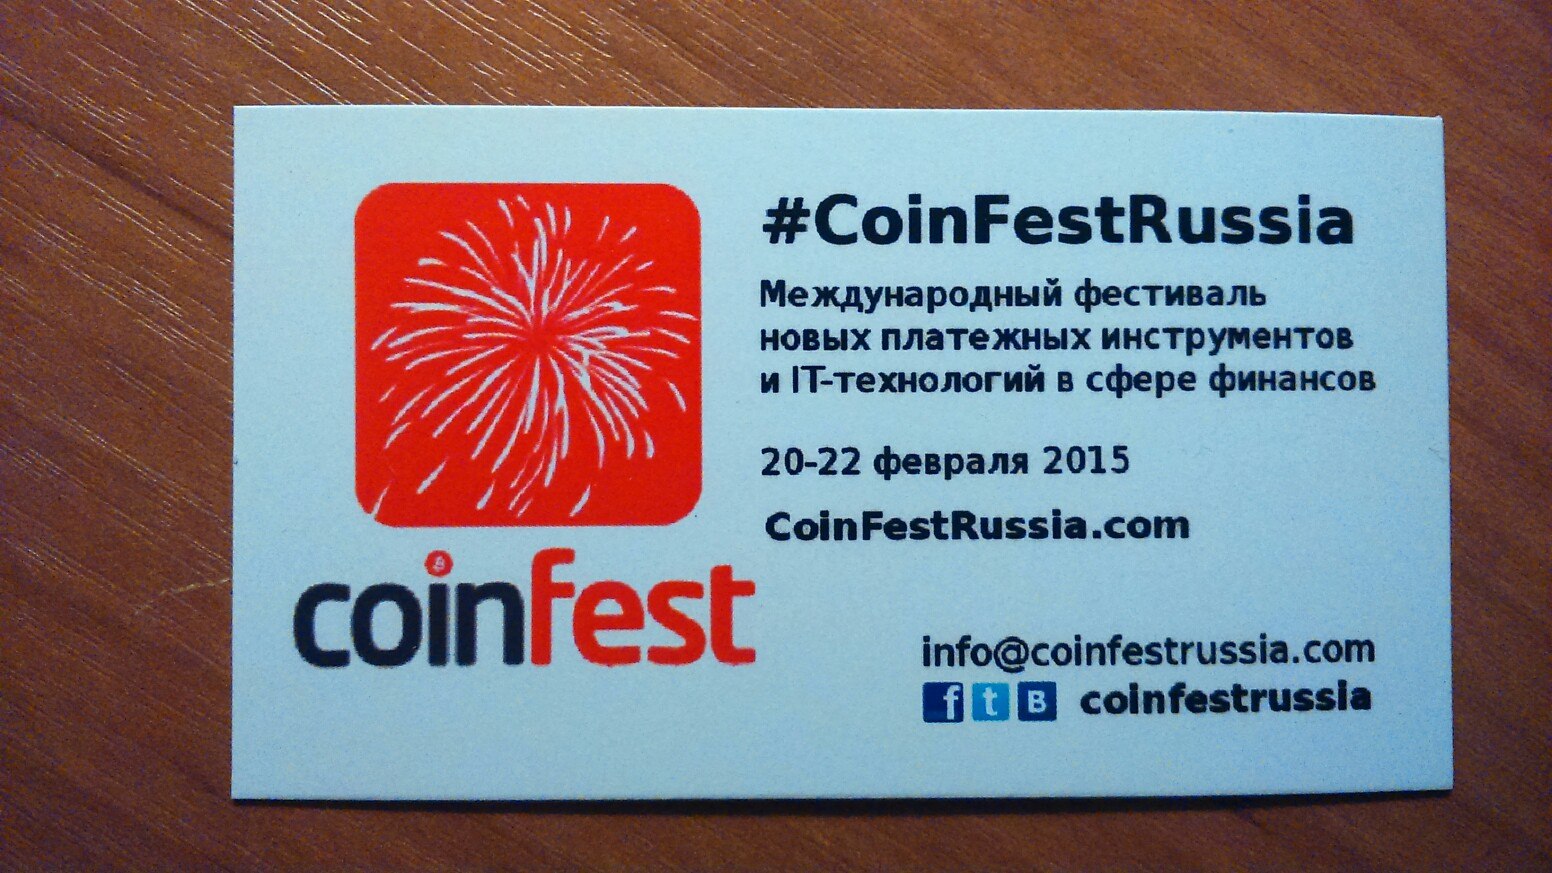 #CoinFestRussia
Международный фестиваль
новых платежных инструментов
и IT-технологий в сфере финансов
20-22 февраля 2015
CoinFestRussia.com
coinfest
info@coinfestrussia.com
f t B coinfestrussia